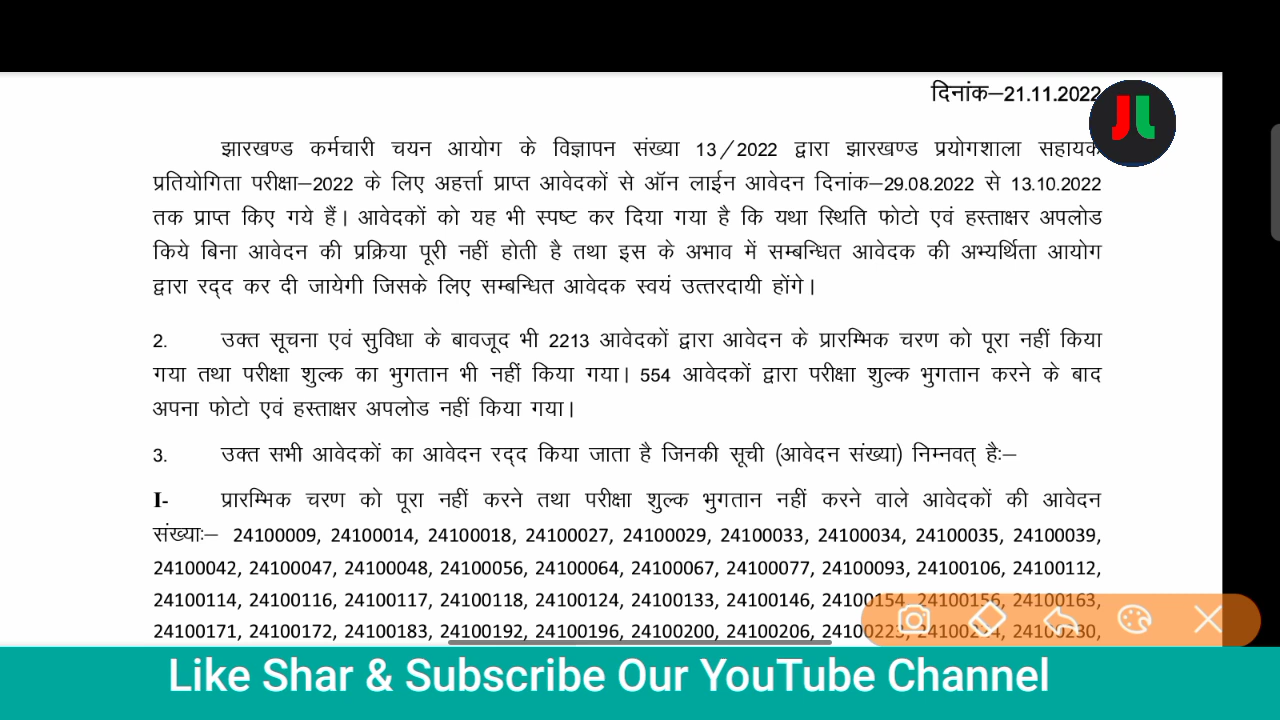 दिनांक–21.11.2022
JL
झारखण्ड कर्मचारी चयन आयोग के विज्ञापन संख्या 13/2022 द्वारा झारखण्ड प्रयोगशाला सहायक
प्रतियोगिता परीक्षा–2022 के लिए अहर्त्ता प्राप्त आवेदकों से ऑन लाईन आवेदन दिनांक–29.08.2022 से 13.10.2022
तक प्राप्त किए गये हैं। आवेदकों को यह भी स्पष्ट कर दिया गया है कि यथा स्थिति फोटो एवं हस्ताक्षर अपलोड
किये बिना आवेदन की प्रक्रिया पूरी नहीं होती है तथा इस के अभाव में सम्बन्धित आवेदक की अभ्यर्थिता आयोग
द्वारा रद्द कर दी जायेगी जिसके लिए सम्बन्धित आवेदक स्वयं उत्तरदायी होंगे।
2. उक्त सूचना एवं सुविधा के बावजूद भी 2213 आवेदकों द्वारा आवेदन के प्रारम्भिक चरण को पूरा नहीं किया
गया तथा परीक्षा शुल्क का भुगतान भी नहीं किया गया। 554 आवेदकों द्वारा परीक्षा शुल्क भुगतान करने के बाद
अपना फोटो एवं हस्ताक्षर अपलोड नहीं किया गया।
3. उक्त सभी आवेदकों का आवेदन रद्द किया जाता है जिनकी सूची (आवेदन संख्या) निम्नवत् हैः–
I- प्रारम्भिक चरण को पूरा नहीं करने तथा परीक्षा शुल्क भुगतान नहीं करने वाले आवेदकों की आवेदन
संख्याः– 24100009, 24100014, 24100018, 24100027, 24100029, 24100033, 24100034, 24100035, 24100039,
24100042, 24100047, 24100048, 24100056, 24100064, 24100067, 24100077, 24100093, 24100106, 24100112,
24100114, 24100116, 24100117, 24100118, 24100124, 24100133, 24100146, 24100154, 24100156, 24100163,
24100171, 24100172, 24100183, 24100192, 24100196, 24100200, 24100206, 24100223, 24100230,
Like Shar & Subscribe Our YouTube Channel